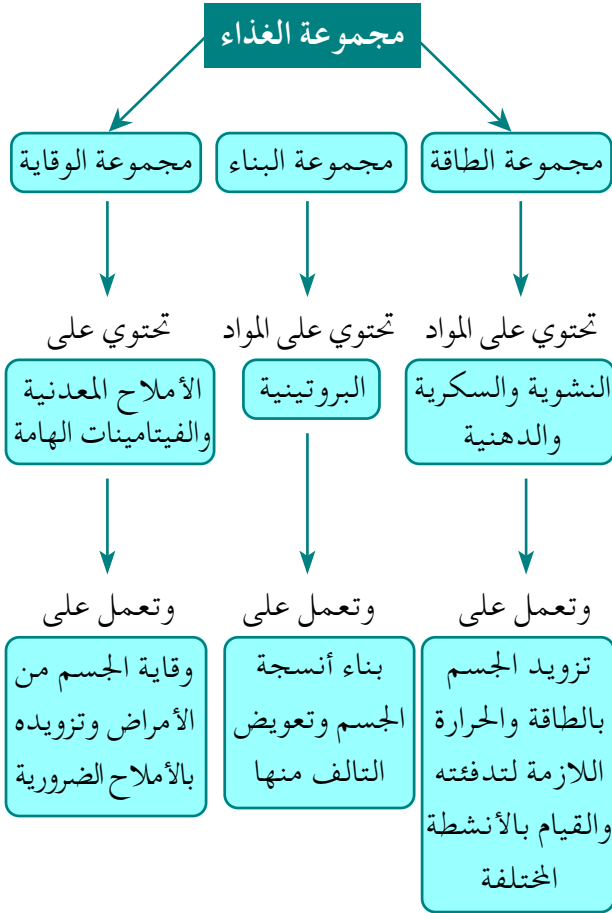 مجموعة الغذاء
مجموعة الطاقة
مجموعة البناء
مجموعة الوقاية
تحتوي على المواد
تحتوي على المواد
تحتوي على
النشوية والسكرية
والدهنية
البروتينية
الأملاح المعدنية
والفيتامينات الهامة
وتعمل على
وتعمل على
وتعمل على
تزويد الجسم
بالطاقة والحرارة
اللازمة لتدفئته
والقيام بالأنشطة
المختلفة
بناء أنسجة
الجسم وتعويض
التالف منها
وقاية الجسم من
الأمراض وتزويده
بالأملاح الضرورية